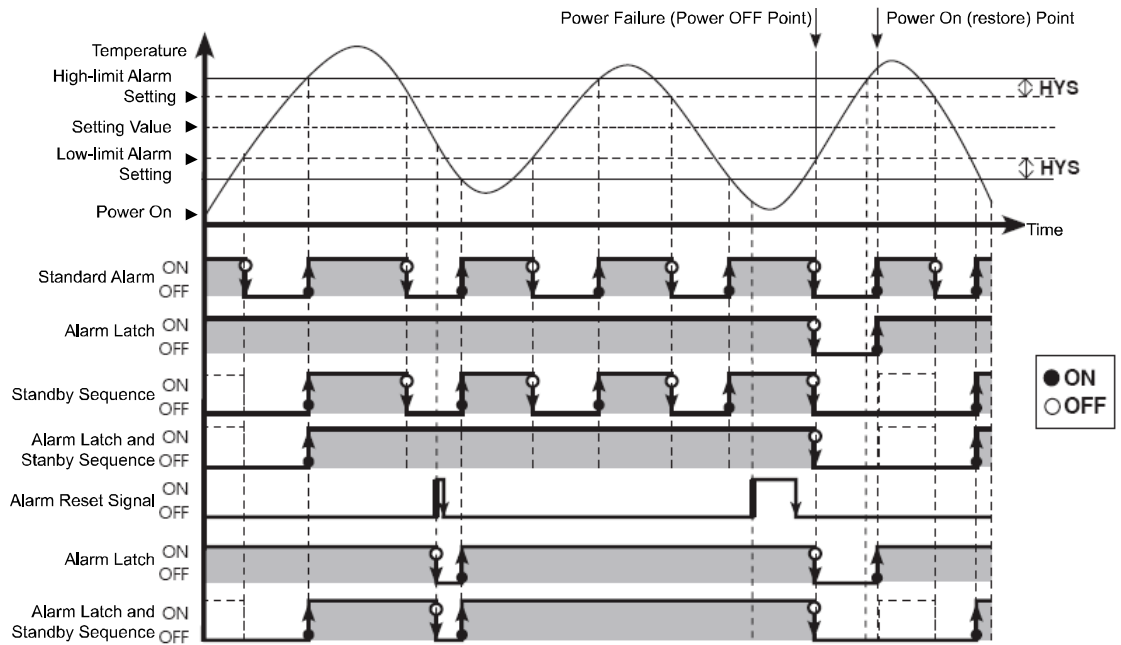 Power Failure (Power OFF Point)
Power On (restore) Point
Temperature
High-limit Alarm
Setting
HYS
Setting Value
Low-limit Alarm
Setting
HYS
Power On
Time
Standard Alarm
ON
OFF
Alarm Latch
ON
OFF
Standby Sequence
ON
OFF
Alarm Latch and
Stanby Sequence
ON
OFF
Alarm Reset Signal
ON
OFF
Alarm Latch
ON
OFF
Alarm Latch and
Standby Sequence
ON
OFF
ON
OFF